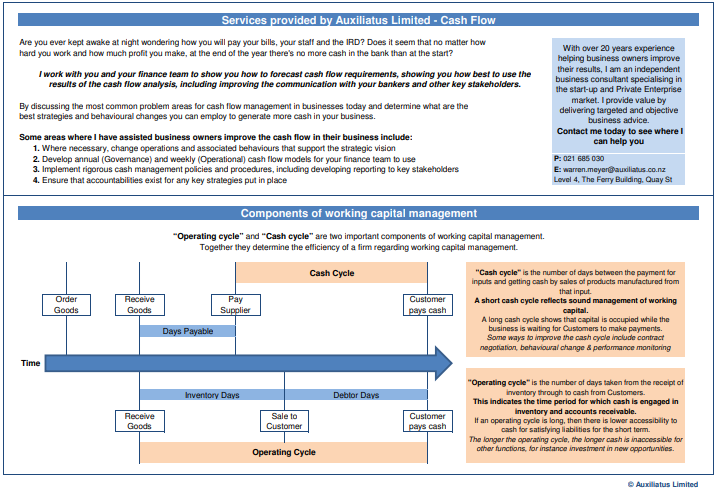 Services provided by Auxiliatus Limited - Cash Flow
Are you ever kept awake at night wondering how you will pay your bills, your staff and the IRD? Does it seem that no matter how
hard you work and how much profit you make, at the end of the year there's no more cash in the bank than at the start?
I work with you and your finance team to show you how to forecast cash flow requirements, showing you how best to use the
results of the cash flow analysis, including improving the communication with your bankers and other key stakeholders.
By discussing the most common problem areas for cash flow management in businesses today and determine what are the
best strategies and behavioural changes you can employ to generate more cash in your business.
Some areas where I have assisted business owners improve the cash flow in their business include:
1. Where necessary, change operations and associated behaviours that support the strategic vision
2. Develop annual (Governance) and weekly (Operational) cash flow models for your finance team to use
3. Implement rigorous cash management policies and procedures, including developing reporting to key stakeholders
4. Ensure that accountabilities exist for any key strategies put in place
With over 20 years experience
helping business owners improve
their results, I am an independent
business consultant specialising in
the start-up and Private Enterprise
market. I provide value by
delivering targeted and objective
business advice.
Contact me today to see where I
can help you
P: 021 685 030
E: warren.meyer@auxiliatus.co.nz
Level 4, The Ferry Building, Quay St
Components of working capital management
"Operating cycle" and "Cash cycle" are two important components of working capital management.
Together they determine the efficiency of a firm regarding working capital management.
Cash Cycle
Order
Goods
Receive
Goods
Pay
Supplier
Customer
pays cash
Days Payable
Time
Inventory Days
Debtor Days
Receive
Goods
Sale to
Customer
Customer
pays cash
Operating Cycle
"Cash cycle" is the number of days between the payment for
inputs and getting cash by sales of products manufactured from
that input.
A short cash cycle reflects sound management of working
capital.
A long cash cycle shows that capital is occupied while the
business is waiting for Customers to make payments.
Some ways to improve the cash cycle include contract
negotiation, behavioural change & performance monitoring
"Operating cycle" is the number of days taken from the receipt of
inventory through to cash from Customers.
This indicates the time period for which cash is engaged in
inventory and accounts receivable.
If an operating cycle is long, then there is lower accessibility to
cash for satisfying liabilities for the short term.
The longer the operating cycle, the longer cash is inaccessible for
other functions, for instance investment in new opportunities.
© Auxiliatus Limited